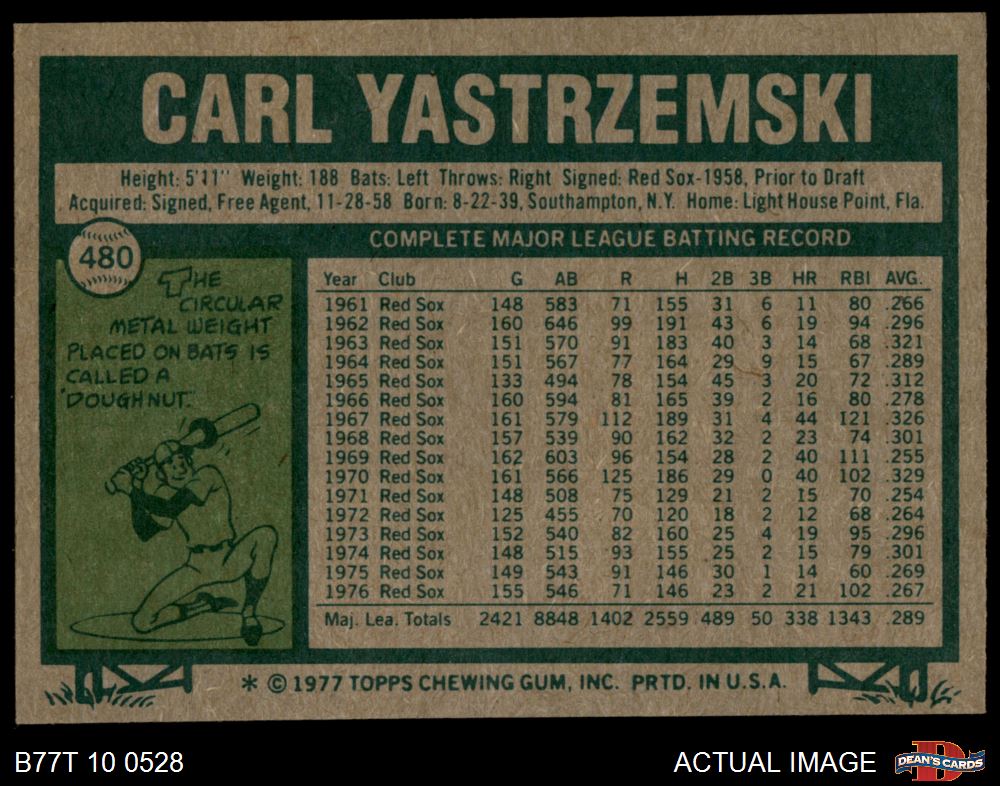 CARL YASTRZEMSKI
Height: 5'11" Weight: 188 Bats: Left Throws: Right Signed: Red Sox-1958, Prior to Draft
Acquired: Signed, Free Agent, 11-28-58 Born: 8-22-39, Southampton, N.Y. Home: Light House Point, Fla.
480
THE
CIRCULAR
METAL WEIGHT
PLACED ON BATS IS
CALLED A
"DOUGHNUT."
COMPLETE MAJOR LEAGUE BATTING RECORD
Year Club G AB R H 2B 3B HR RBI AVG.
1961 Red Sox 148 583 71 155 31 6 11 80 .266
1962 Red Sox 160 646 99 191 43 6 19 94 .296
1963 Red Sox 151 570 91 183 40 3 14 68 .321
1964 Red Sox 151 567 77 164 29 9 15 67 .289
1965 Red Sox 133 494 78 154 45 3 20 72 .312
1966 Red Sox 160 594 81 165 39 2 16 80 .278
1967 Red Sox 161 579 112 189 31 4 44 121 .326
1968 Red Sox 157 539 90 162 32 2 23 74 .301
1969 Red Sox 162 603 96 154 28 2 40 111 .255
1970 Red Sox 161 566 125 186 29 0 40 102 .329
1971 Red Sox 148 508 75 129 21 2 15 70 .254
1972 Red Sox 125 455 70 120 18 2 12 68 .264
1973 Red Sox 152 540 82 160 25 4 19 95 .296
1974 Red Sox 148 515 93 155 25 2 15 79 .301
1975 Red Sox 149 543 91 146 30 1 14 60 .269
1976 Red Sox 155 546 71 146 23 2 21 102 .267
Maj. Lea. Totals 2421 8848 1402 2559 489 50 338 1343 .289
* © 1977 TOPPS CHEWING GUM, INC. PRTD. IN U.S.A.
B77T 10 0528
ACTUAL IMAGE
D
DEAN'S CARDS